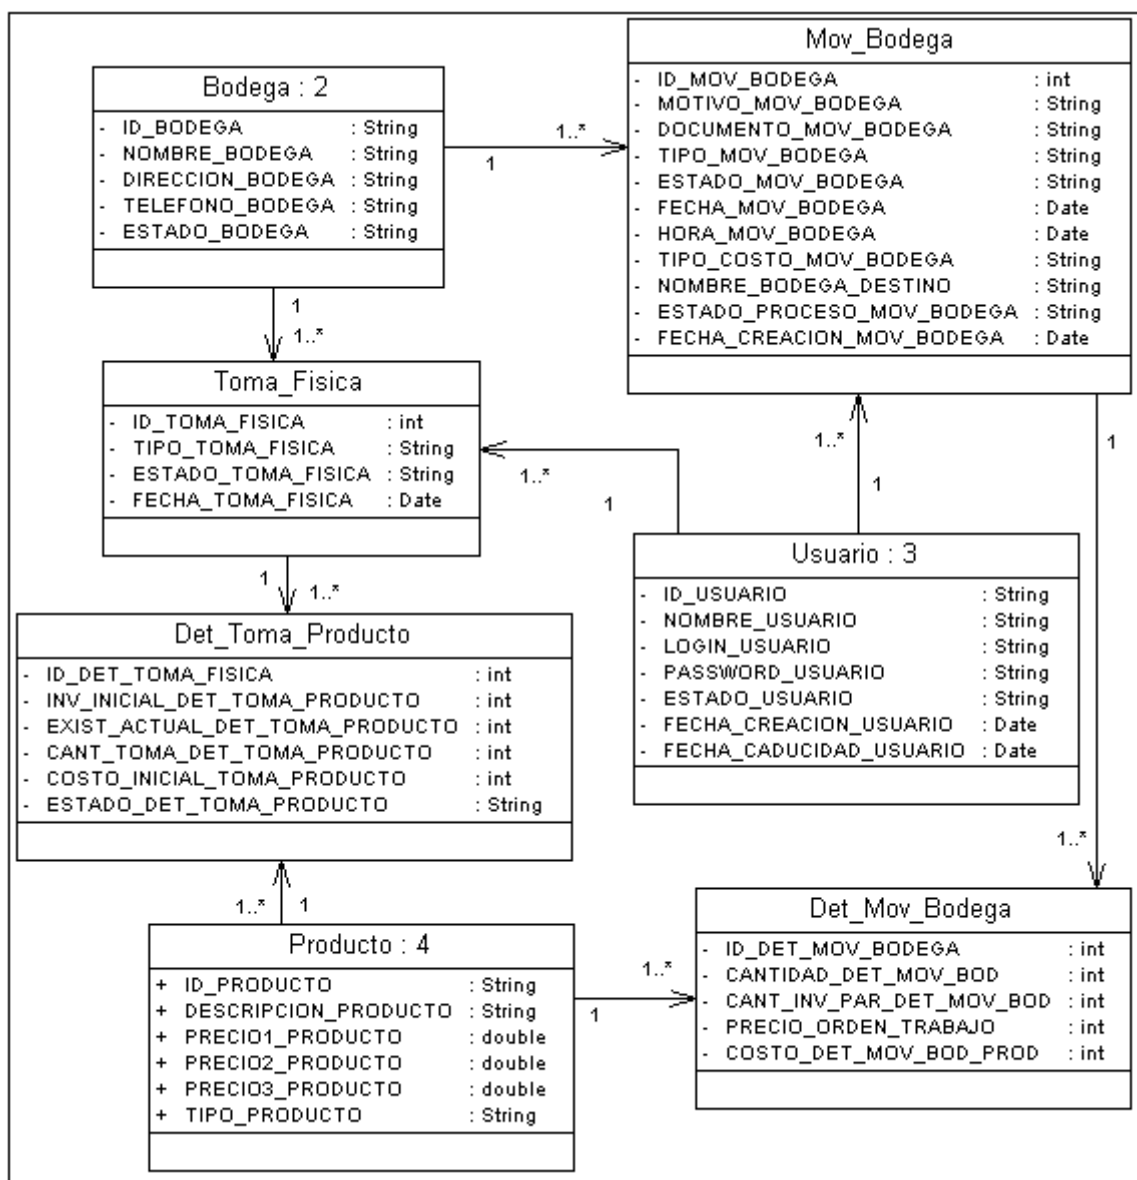 Bodega : 2
- ID_BODEGA : String
- NOMBRE_BODEGA : String
- DIRECCION_BODEGA : String
- TELEFONO_BODEGA : String
- ESTADO_BODEGA : String
1..*
1
Mov_Bodega
- ID_MOV_BODEGA : int
- MOTIVO_MOV_BODEGA : String
- DOCUMENTO_MOV_BODEGA : String
- TIPO_MOV_BODEGA : String
- ESTADO_MOV_BODEGA : String
- FECHA_MOV_BODEGA : Date
- HORA_MOV_BODEGA : Date
- TIPO_COSTO_MOV_BODEGA : String
- NOMBRE_BODEGA_DESTINO : String
- ESTADO_PROCESO_MOV_BODEGA : String
- FECHA_CREACION_MOV_BODEGA : Date
1
1..*
Toma_Fisica
- ID_TOMA_FISICA : int
- TIPO_TOMA_FISICA : String
- ESTADO_TOMA_FISICA : String
- FECHA_TOMA_FISICA : Date
1..*
1
1..*
1
1
Usuario : 3
- ID_USUARIO : String
- NOMBRE_USUARIO : String
- LOGIN_USUARIO : String
- PASSWORD_USUARIO : String
- ESTADO_USUARIO : String
- FECHA_CREACION_USUARIO : Date
- FECHA_CADUCIDAD_USUARIO : Date
1
1..*
Det_Toma_Producto
- ID_DET_TOMA_FISICA : int
- INV_INICIAL_DET_TOMA_PRODUCTO : int
- EXIST_ACTUAL_DET_TOMA_PRODUCTO : int
- CANT_TOMA_DET_TOMA_PRODUCTO : int
- COSTO_INICIAL_TOMA_PRODUCTO : int
- ESTADO_DET_TOMA_PRODUCTO : String
1..*
1..*
1
Producto : 4
+ ID_PRODUCTO : String
+ DESCRIPCION_PRODUCTO : String
+ PRECIO1_PRODUCTO : double
+ PRECIO2_PRODUCTO : double
+ PRECIO3_PRODUCTO : double
+ TIPO_PRODUCTO : String
1..*
1
Det_Mov_Bodega
- ID_DET_MOV_BODEGA : int
- CANTIDAD_DET_MOV_BOD : int
- CANT_INV_PAR_DET_MOV_BOD : int
- PRECIO_ORDEN_TRABAJO : int
- COSTO_DET_MOV_BOD_PROD : int